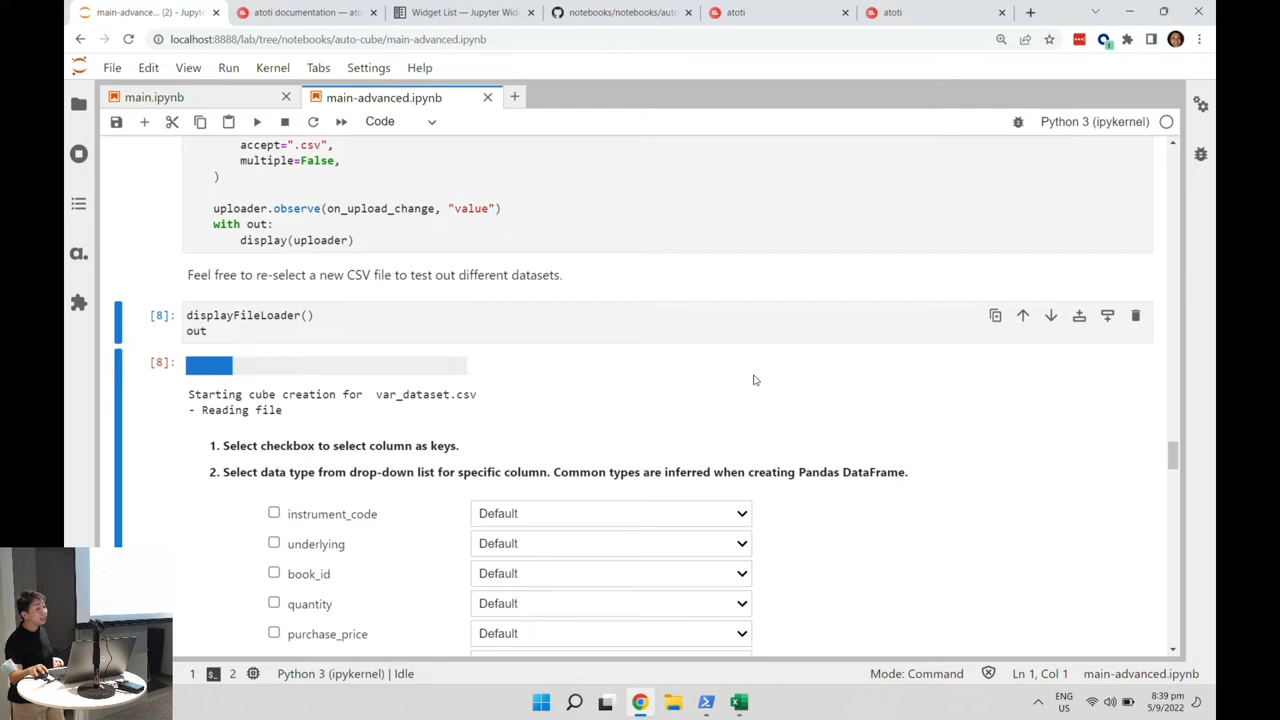 main-advanced... (2) - Jupyter
atoti documentation — ato
Widget List — Jupyter Widg
notebooks/notebooks/auto
atoti
atoti
localhost:8888/lab/tree/notebooks/auto-cube/main-advanced.ipynb
File Edit View Run Kernel Tabs Settings Help
main.ipynb
main-advanced.ipynb
Code
Python 3 (ipykernel)
accept=".csv",
multiple=False,
)
uploader.observe(on_upload_change, "value")
with out:
display(uploader)
Feel free to re-select a new CSV file to test out different datasets.
[8]: displayFileLoader()
out
[8]:
Starting cube creation for var_dataset.csv
- Reading file
1. Select checkbox to select column as keys.
2. Select data type from drop-down list for specific column. Common types are inferred when creating Pandas DataFrame.
instrument_code Default
underlying Default
book_id Default
quantity Default
purchase_price Default
1 2 Python 3 (ipykernel) | Idle
Mode: Command Ln 1, Col 1 main-advanced.ipynb
ENG
US
8:39 pm
5/9/2022